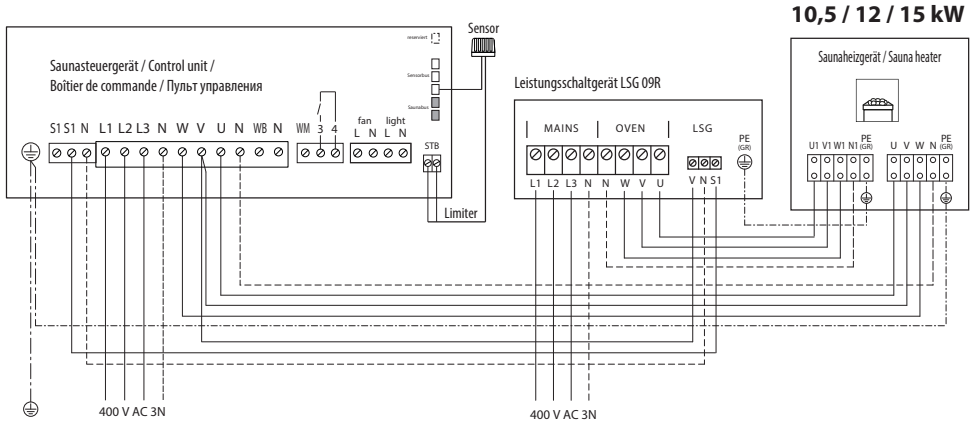 10,5 / 12 / 15 kW
Saunasteuergerät / Control unit /
Boîtier de commande / Пульт управления
reserviert
Sensorbus
Saunabus
Sensor
S1 S1 N L1 L2 L3 N W V U N WB N
WM 3 4
fan light
L N L N
STB
Limiter
400 V AC 3N
Leistungsschaltgerät LSG 09R
MAINS OVEN LSG
PE
(GR)
L1 L2 L3 N N W V U
V N S1
400 V AC 3N
Saunaheizgerät / Sauna heater
U1 V1 W1 N1 PE
(GR)
U V W N PE
(GR)